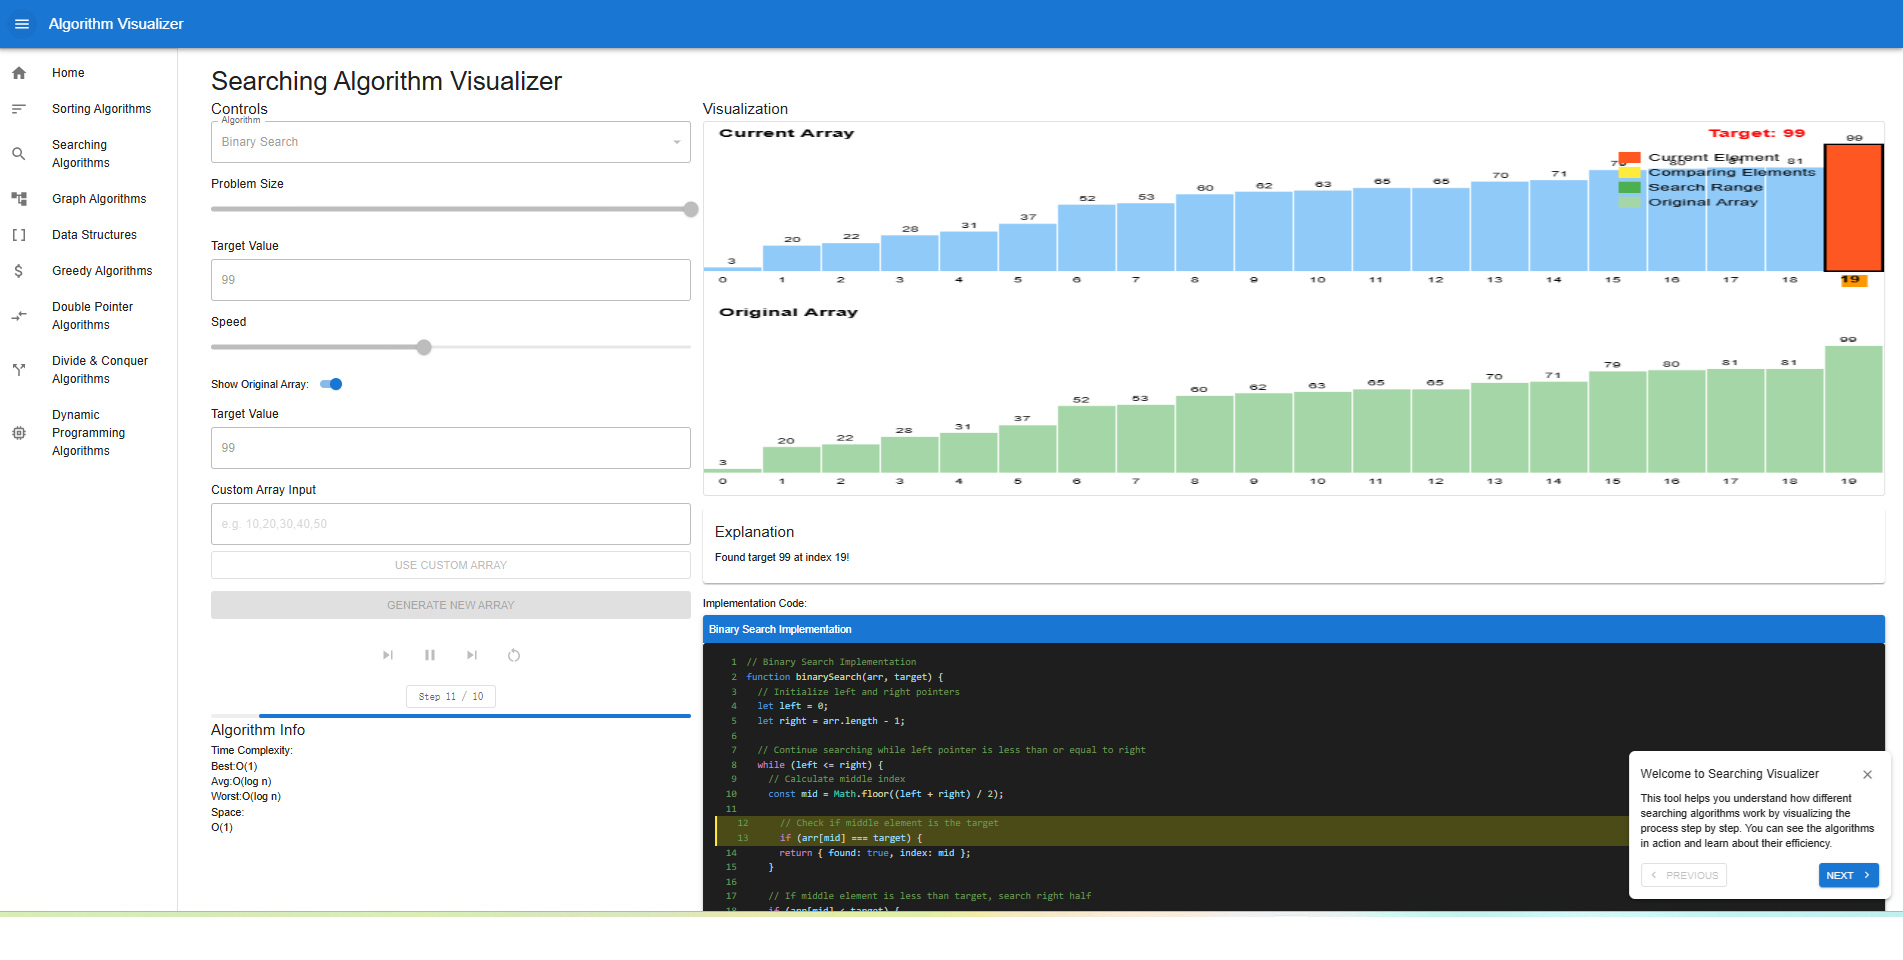 Algorithm Visualizer
Home
Sorting Algorithms
Searching
Algorithms
Graph Algorithms
Data Structures
Greedy Algorithms
Double Pointer
Algorithms
Divide & Conquer
Algorithms
Dynamic
Programming
Algorithms
Searching Algorithm Visualizer
Controls
Algorithm
Binary Search
Problem Size
Target Value
99
Speed
Show Original Array:
Target Value
99
Custom Array Input
e.g. 10,20,30,40,50
USE CUSTOM ARRAY
GENERATE NEW ARRAY
Step 11 / 10
Algorithm Info
Time Complexity:
Best:O(1)
Avg:O(log n)
Worst:O(log n)
Space:
O(1)
Visualization
Current Array
Target: 99
Current Element
Comparing Elements
Search Range
Original Array
3 20 22 28 31 37 52 53 60 62 63 65 65 70 71 80 81 81 99
0 1 2 3 4 5 6 7 8 9 10 11 12 13 14 15 16 17 18 19
Original Array
3 20 22 28 31 37 52 53 60 62 63 65 65 70 71 79 80 81 81 99
0 1 2 3 4 5 6 7 8 9 10 11 12 13 14 15 16 17 18 19
Explanation
Found target 99 at index 19!
Implementation Code:
Binary Search Implementation
1 // Binary Search Implementation
2 function binarySearch(arr, target) {
3 // Initialize left and right pointers
4 let left = 0;
5 let right = arr.length - 1;
6
7 // Continue searching while left pointer is less than or equal to right
8 while (left <= right) {
9 // Calculate middle index
10 const mid = Math.floor((left + right) / 2);
11
12 // Check if middle element is the target
13 if (arr[mid] === target) {
14 return { found: true, index: mid };
15 }
16
17 // If middle element is less than target, search right half
18 if (arr[mid] < target) {
Welcome to Searching Visualizer
This tool helps you understand how different
searching algorithms work by visualizing the
process step by step. You can see the algorithms
in action and learn about their efficiency.
PREVIOUS
NEXT